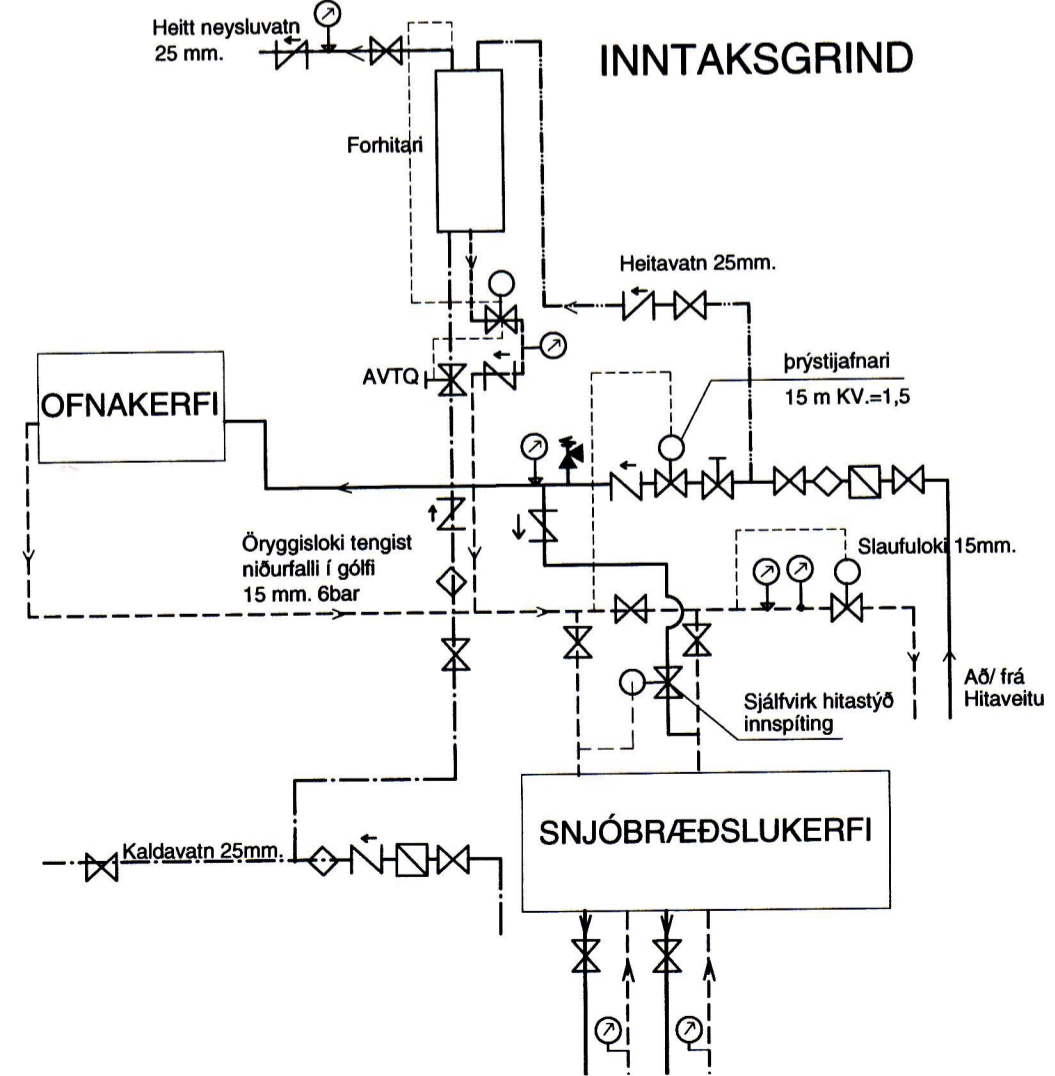 INNTAKSGRIND
Heitt neysluvatn
25 mm.
Forhitari
Heitavatn 25mm.
þrýstijafnari
15 m KV.=1,5
AVTQ
OFNAKERFI
Öryggisloki tengist
niðurfalli í gólfi
15 mm. 6bar
Slaufuloki 15mm.
Að/ frá
Hitaveitu
Sjálfvirk hitastýð
innspíting
SNJÓBRÆÐSLUKERFI
Kaldavatn 25mm.